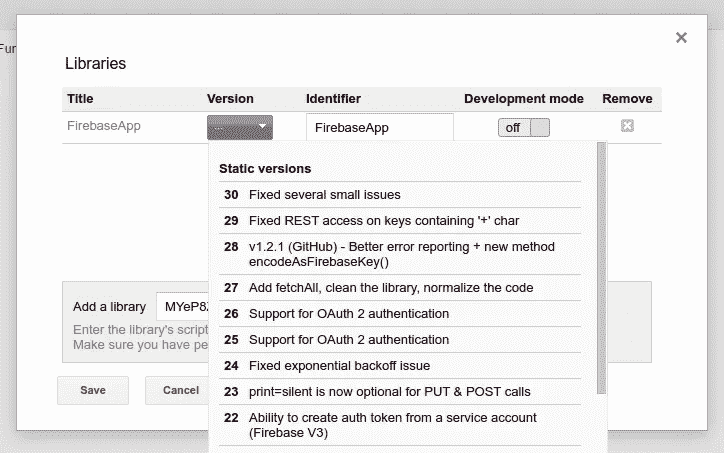 Fur
Libraries
Title Version Identifier Development mode Remove
FirebaseApp ... FirebaseApp off
Static versions
30 Fixed several small issues
29 Fixed REST access on keys containing '+' char
28 v1.2.1 (GitHub) - Better error reporting + new method
encodeAsFirebaseKey()
27 Add fetchAll, clean the library, normalize the code
26 Support for OAuth 2 authentication
25 Support for OAuth 2 authentication
24 Fixed exponential backoff issue
23 print=silent is now optional for PUT & POST calls
22 Ability to create auth token from a service account
(Firebase V3)
Add a library MYeP8
Enter the library's script
Make sure you have pe
Save Cancel